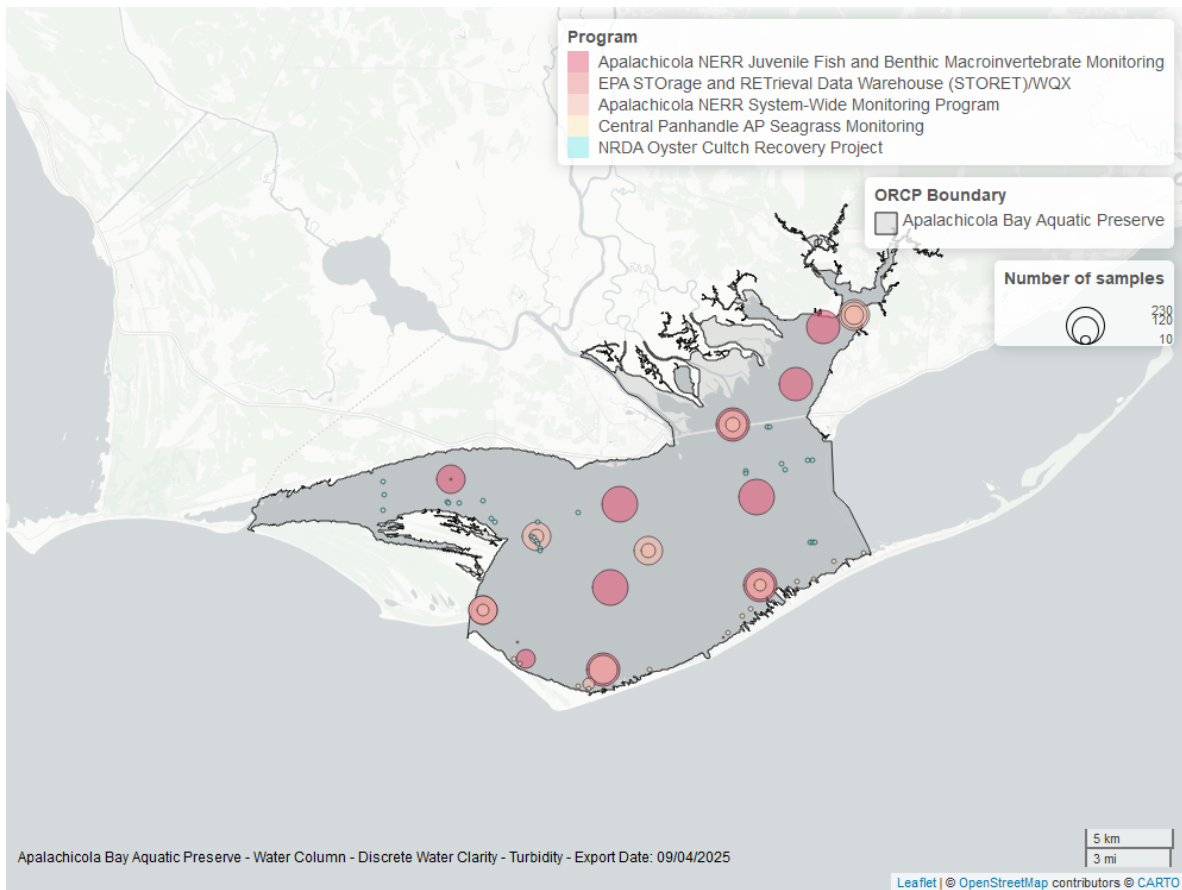 Program
Apalachicola NERR Juvenile Fish and Benthic Macroinvertebrate Monitoring
EPA STOrage and RETrieval Data Warehouse (STORET)/WQX
Apalachicola NERR System-Wide Monitoring Program
Central Panhandle AP Seagrass Monitoring
NRDA Oyster Cultch Recovery Project
ORCP Boundary
Apalachicola Bay Aquatic Preserve
Number of samples
230
120
10
5 km
3 mi
Apalachicola Bay Aquatic Preserve - Water Column - Discrete Water Clarity - Turbidity - Export Date: 09/04/2025
Leaflet | © OpenStreetMap contributors © CARTO